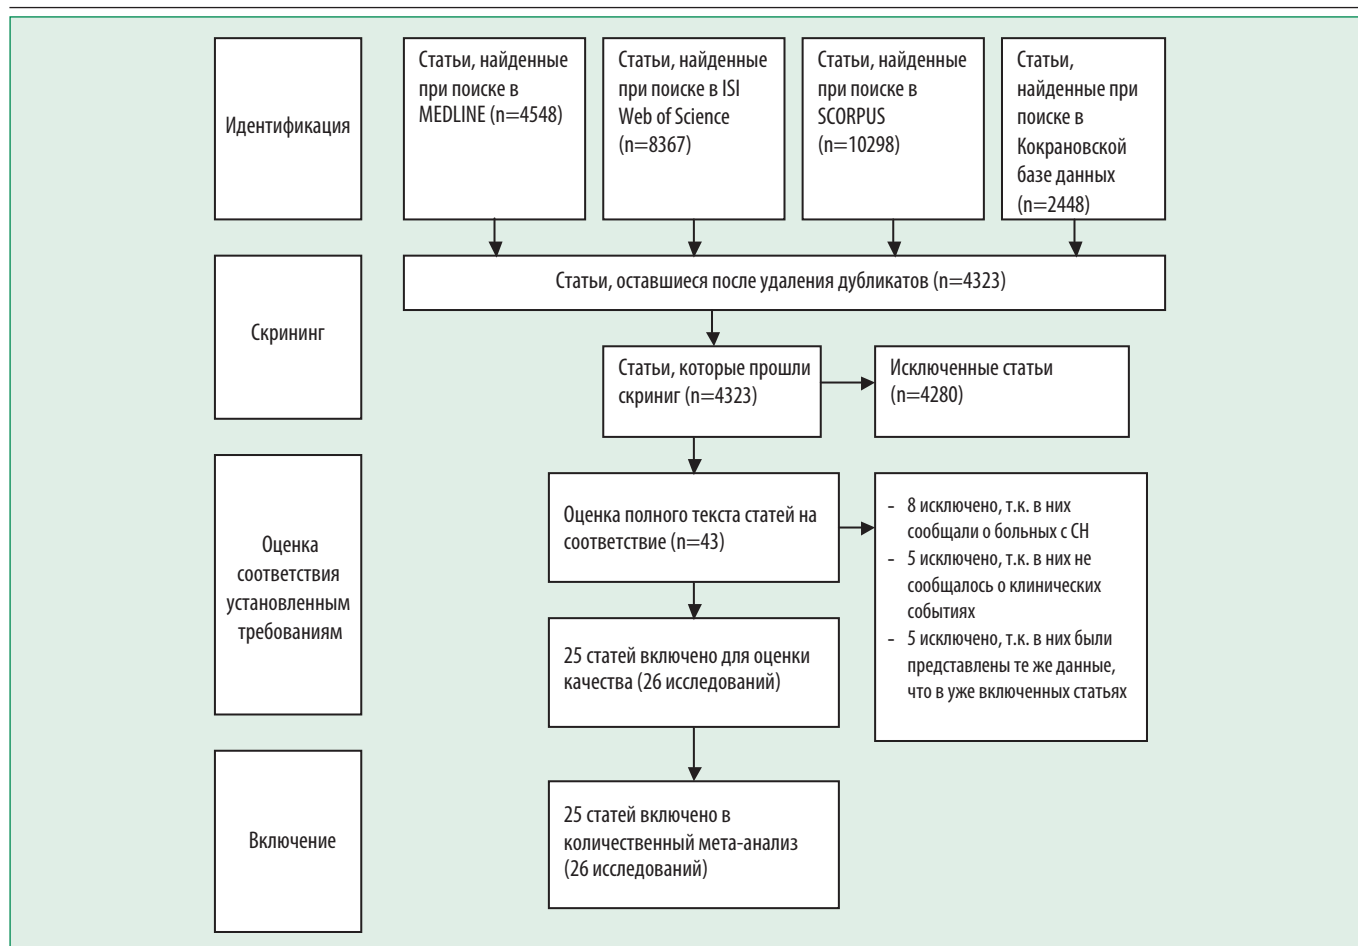 Идентификация
Статьи, найденные
при поиске в
MEDLINE (n=4548)
Статьи, найденные
при поиске в ISI
Web of Science
(n=8367)
Статьи, найденные
при поиске в
SCORPUS
(n=10298)
Статьи,
найденные при
поиске в
Кокрановской
базе данных
(n=2448)
Скрининг
Статьи, оставшиеся после удаления дубликатов (n=4323)
Статьи, которые прошли
скриниг (n=4323)
Исключенные статьи
(n=4280)
Оценка
соответствия
установленным
требованиям
Оценка полного текста статей на
соответствие (n=43)
- 8 исключено, т.к. в них
сообщали о больных с СН
- 5 исключено, т.к. в них не
сообщалось о клинических
событиях
- 5 исключено, т.к. в них были
представлены те же данные,
что в уже включенных статьях
25 статей включено для оценки
качества (26 исследований)
Включение
25 статей включено в
количественный мета-анализ
(26 исследований)